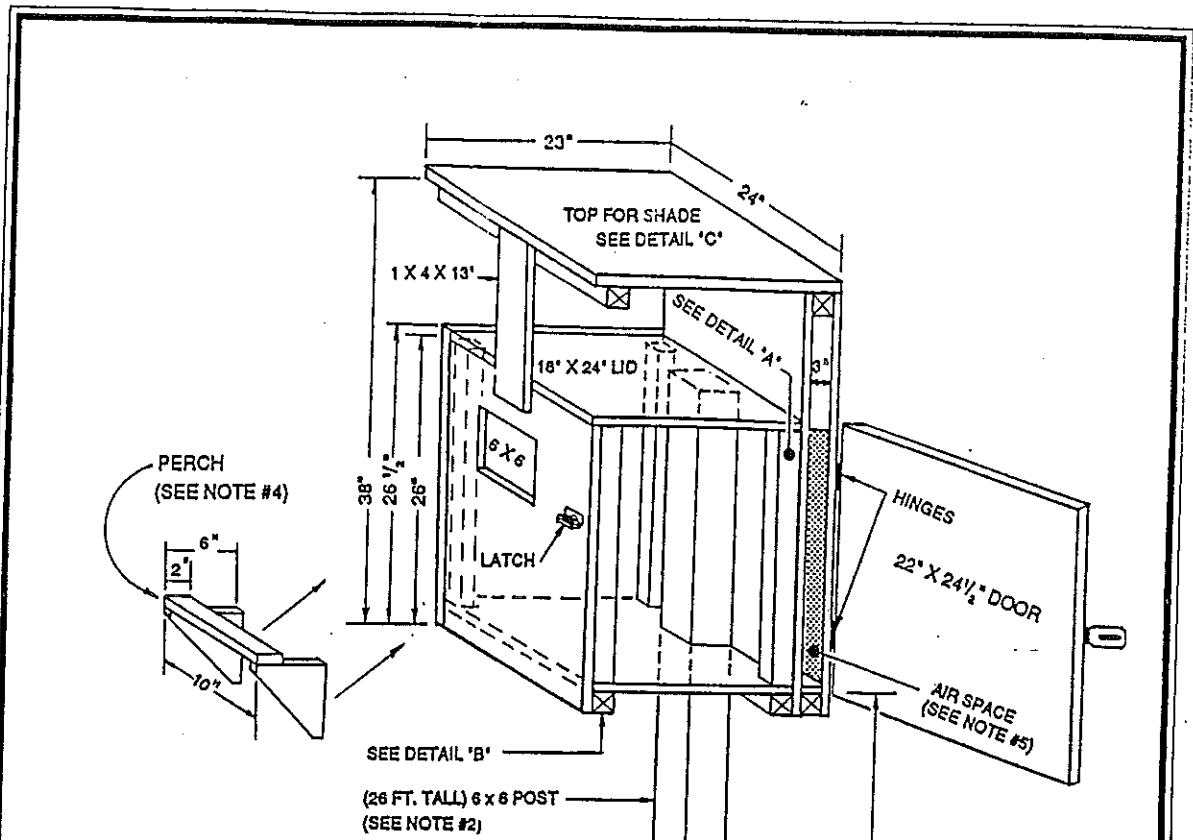 23"
24"
TOP FOR SHADE
SEE DETAIL "C"
1 X 4 X 13"
SEE DETAIL "A"
3"
18" X 24" LID
6 X 6
PERCH
(SEE NOTE #4)
38"
26 1/2"
26"
HINGES
LATCH
6"
2"
22" X 24 1/2" DOOR
10"
AIR SPACE
(SEE NOTE #5)
SEE DETAIL "B"
(26 FT. TALL) 6 x 6 POST
(SEE NOTE #2)